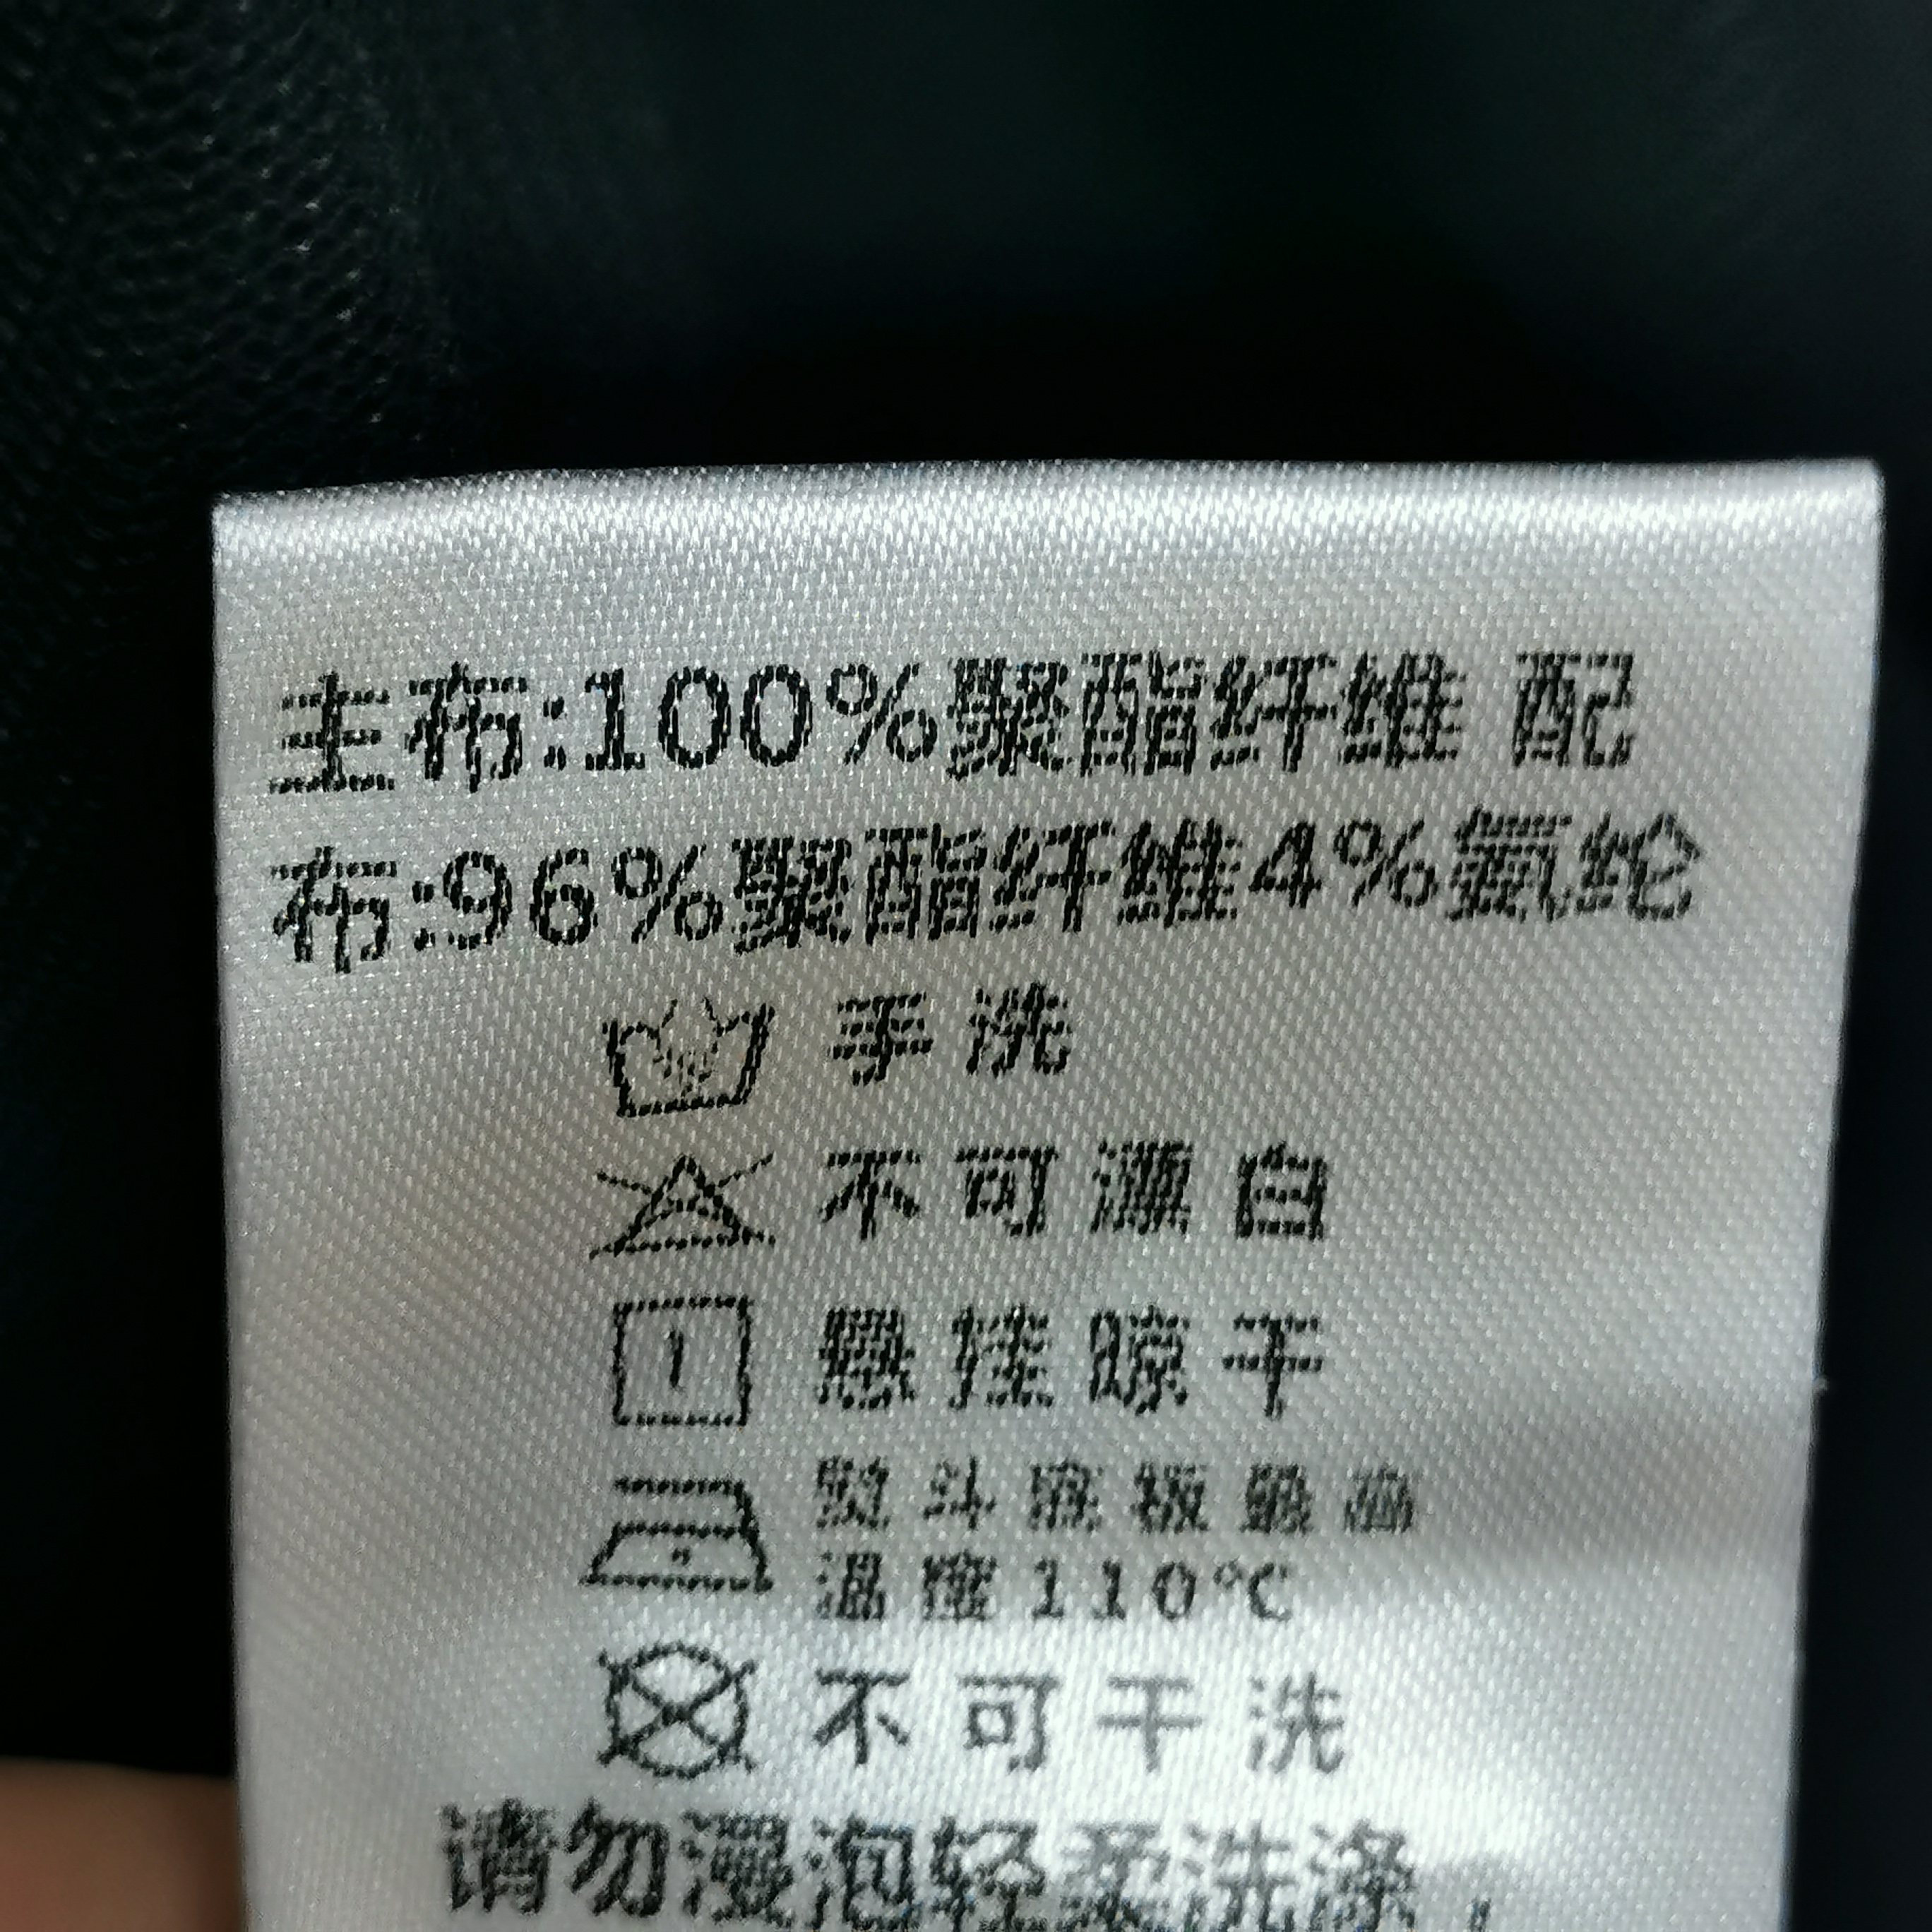 主布:100%聚酯纤维 配
布:96%聚酯纤维4%氨纶
手洗
不可漂白
悬挂晾干
熨斗底板最高
温度110℃
不可干洗
请勿浸泡轻柔洗涤，